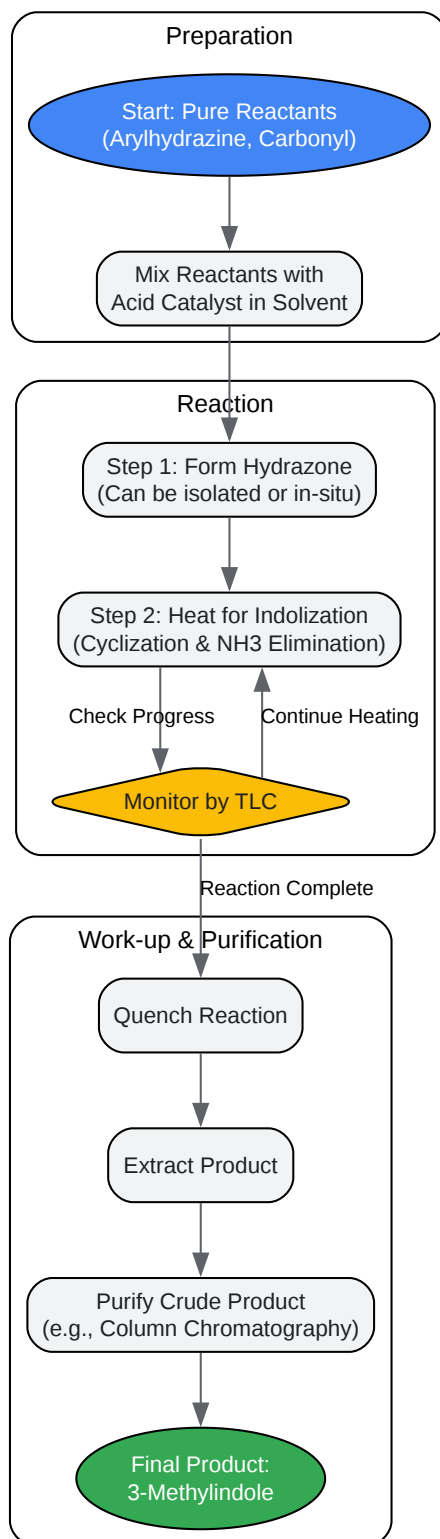 Preparation
Start: Pure Reactants
(Arylhydrazine, Carbonyl)
Mix Reactants with
Acid Catalyst in Solvent
Reaction
Step 1: Form Hydrazone
(Can be isolated or in-situ)
Step 2: Heat for Indolization
(Cyclization & NH3 Elimination)
Check Progress
Continue Heating
Monitor by TLC
Reaction Complete
Work-up & Purification
Quench Reaction
Extract Product
Purify Crude Product
(e.g., Column Chromatography)
Final Product:
3-Methylindole